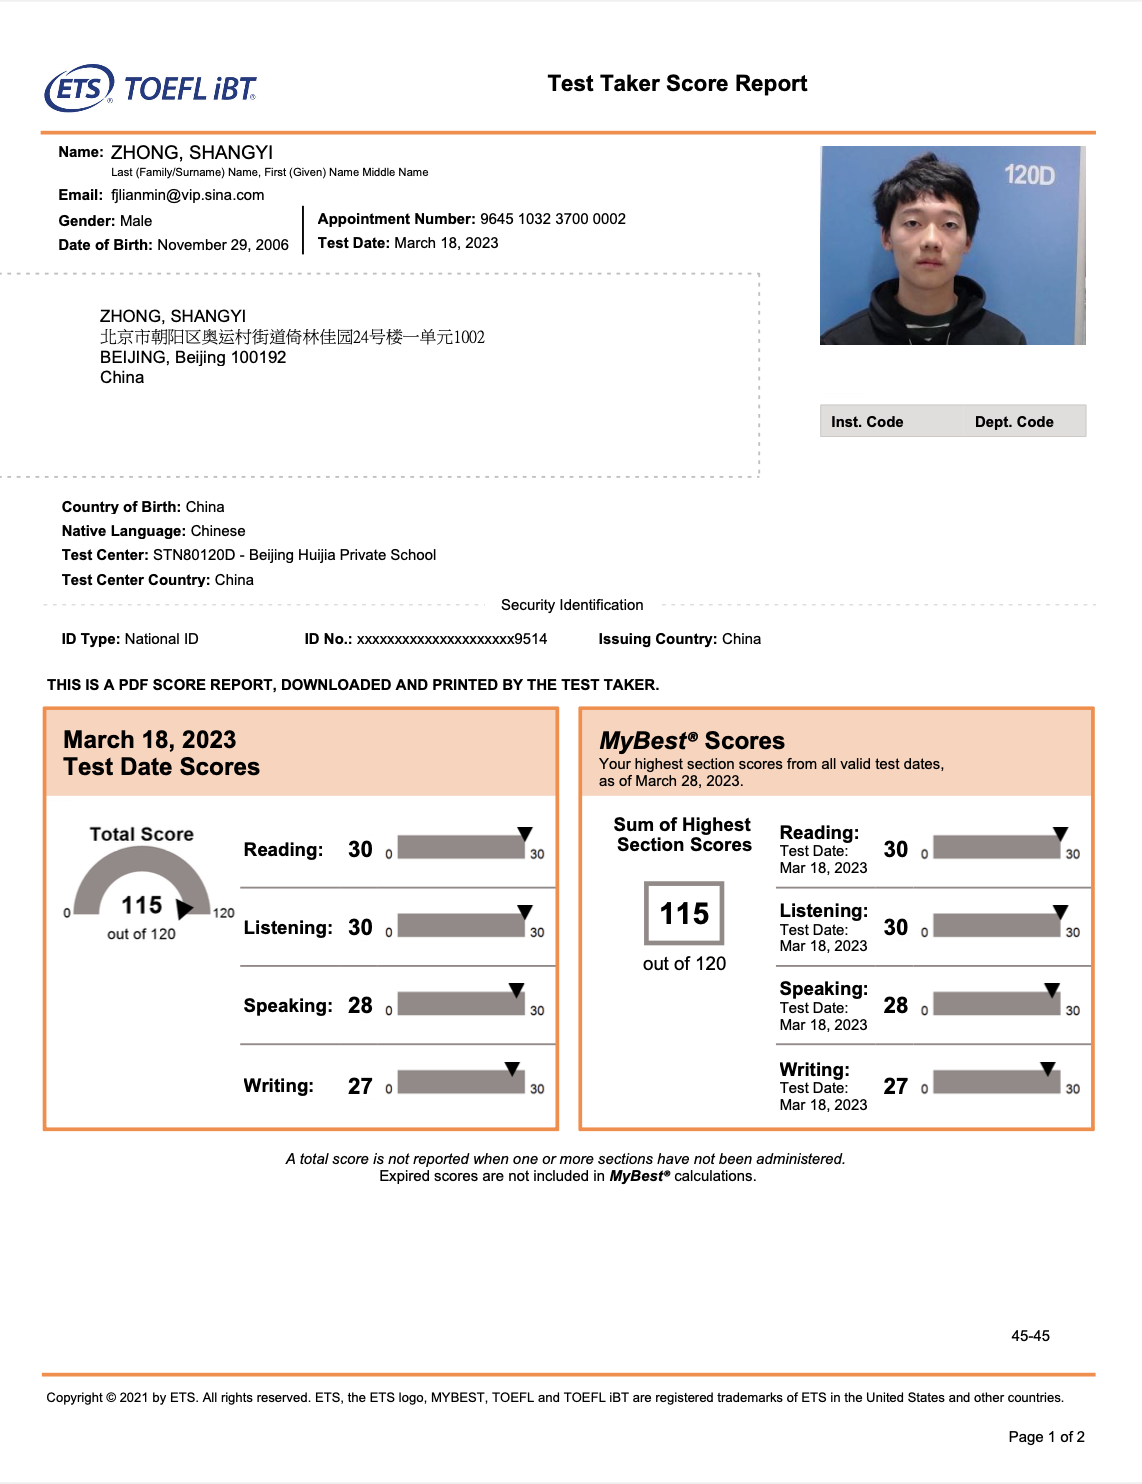 ETS® TOEFL iBT®
Test Taker Score Report
Name: ZHONG, SHANGYI
Last (Family/Surname) Name, First (Given) Name Middle Name
Email: fjlianmin@vip.sina.com
Gender: Male
Date of Birth: November 29, 2006
Appointment Number: 9645 1032 3700 0002
Test Date: March 18, 2023
120D
ZHONG, SHANGYI
北京市朝阳区奥运村街道倚林佳园24号楼一单元1002
BEIJING, Beijing 100192
China
Inst. Code Dept. Code
Country of Birth: China
Native Language: Chinese
Test Center: STN80120D - Beijing Huijia Private School
Test Center Country: China
Security Identification
ID Type: National ID ID No.: xxxxxxxxxxxxxxxxxxxxx9514 Issuing Country: China
THIS IS A PDF SCORE REPORT, DOWNLOADED AND PRINTED BY THE TEST TAKER.
March 18, 2023
Test Date Scores
Total Score
0 115 120
out of 120
Reading: 30 0 30
Listening: 30 0 30
Speaking: 28 0 30
Writing: 27 0 30
MyBest® Scores
Your highest section scores from all valid test dates,
as of March 28, 2023.
Sum of Highest
Section Scores
115
out of 120
Reading:
Test Date:
Mar 18, 2023
30 0 30
Listening:
Test Date:
Mar 18, 2023
30 0 30
Speaking:
Test Date:
Mar 18, 2023
28 0 30
Writing:
Test Date:
Mar 18, 2023
27 0 30
A total score is not reported when one or more sections have not been administered.
Expired scores are not included in MyBest® calculations.
45-45
Copyright © 2021 by ETS. All rights reserved. ETS, the ETS logo, MYBEST, TOEFL and TOEFL iBT are registered trademarks of ETS in the United States and other countries.
Page 1 of 2